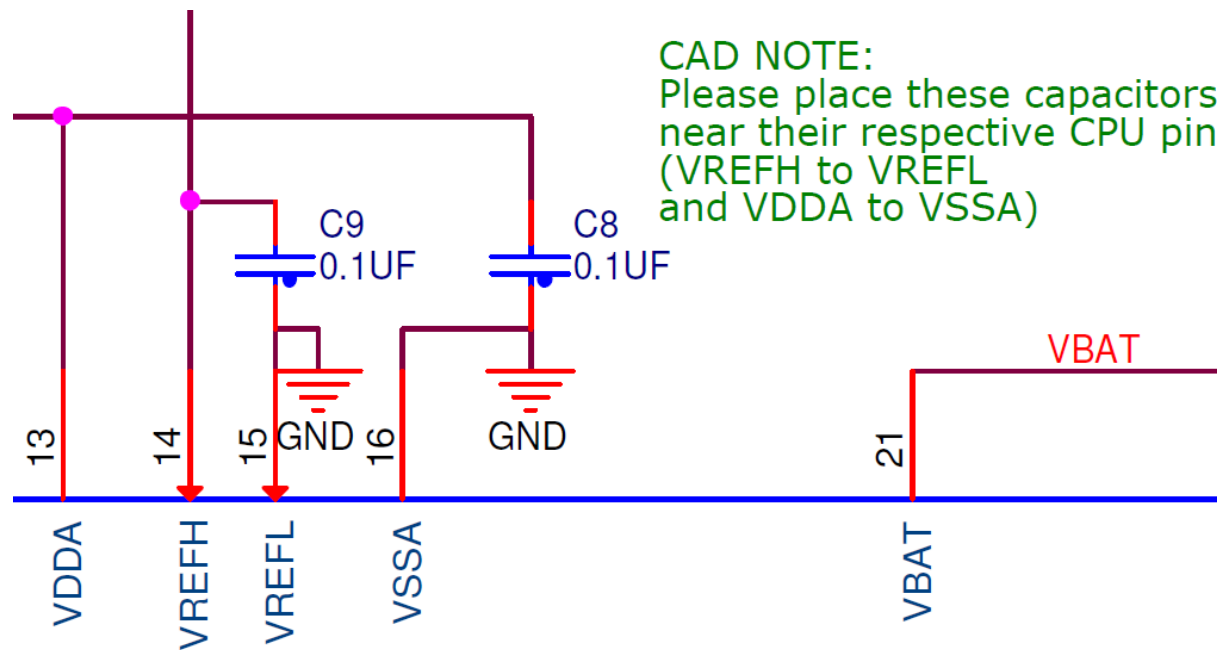 CAD NOTE:
Please place these capacitors
near their respective CPU pin
(VREFH to VREFL
and VDDA to VSSA)
C9
0.1UF
C8
0.1UF
VBAT
GND
GND
13
14
15
16
21
VDDA
VREFH
VREFL
VSSA
VBAT